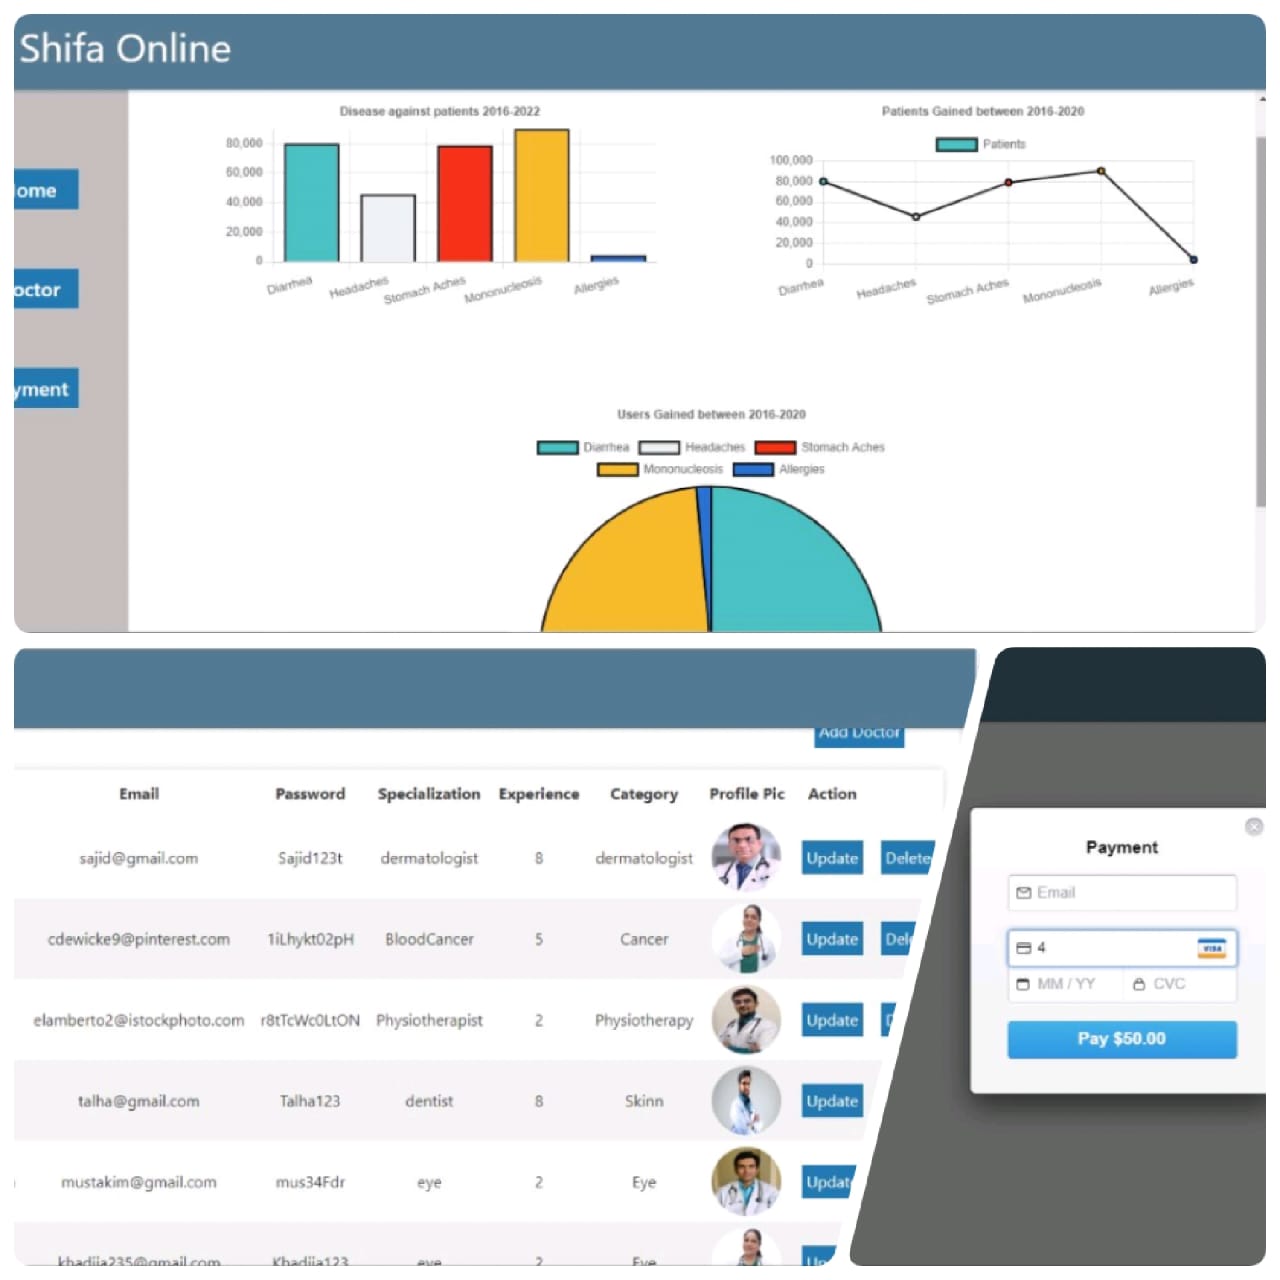 Shifa Online
Disease against patients 2016-2022
80,000
60,000
40,000
20,000
0
Diarrhea
Headaches
Stomach Aches
Mononucleosis
Allergies
Patients Gained between 2016-2020
Patients
100,000
80,000
60,000
40,000
20,000
0
Diarrhea
Headaches
Stomach Aches
Mononucleosis
Allergies
ome
octor
yment
Users Gained between 2016-2020
Diarrhea Headaches Stomach Aches
Mononucleosis Allergies
Add Doctor
Email Password Specialization Experience Category Profile Pic Action
sajid@gmail.com Sajid123t dermatologist 8 dermatologist Update Delete
cdewicke9@pinterest.com 1iLhykt02pH BloodCancer 5 Cancer Update Dele
elamberto2@istockphoto.com r8tTcWc0LtON Physiotherapist 2 Physiotherapy Update D
talha@gmail.com Talha123 dentist 8 Skinn Update
mustakim@gmail.com mus34Fdr eye 2 Eye Updat
khadija235@gmail.com Khadija123 eye 2 Eye Up
Payment
Email
4 VISA
MM / YY CVC
Pay $50.00